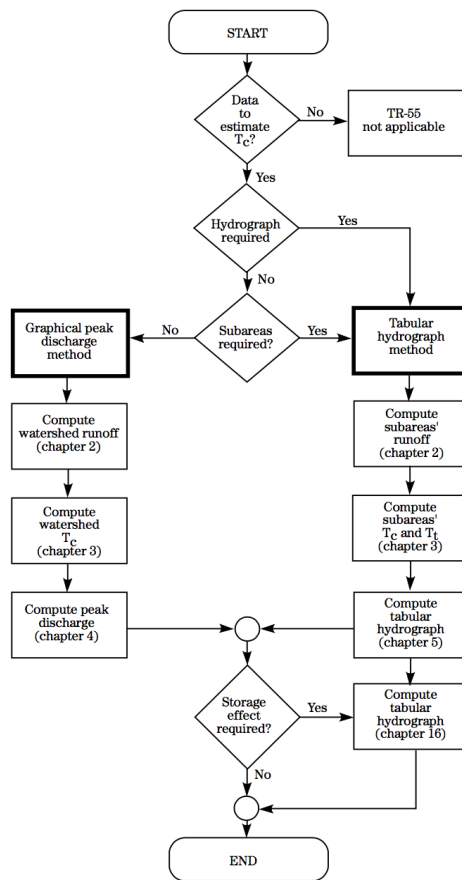 START
Data
to
estimate
Tc?
No
TR-55
not applicable
Yes
Hydrograph
required
Yes
No
Graphical peak
discharge
method
No
Subareas
required?
Yes
Tabular
hydrograph
method
Compute
watershed runoff
(chapter 2)
Compute
subareas'
runoff
(chapter 2)
Compute
watershed
Tc
(chapter 3)
Compute
subareas'
Tc and Tt
(chapter 3)
Compute peak
discharge
(chapter 4)
Compute
tabular
hydrograph
(chapter 5)
Storage
effect
required?
Yes
Compute
tabular
hydrograph
(chapter 16)
No
END